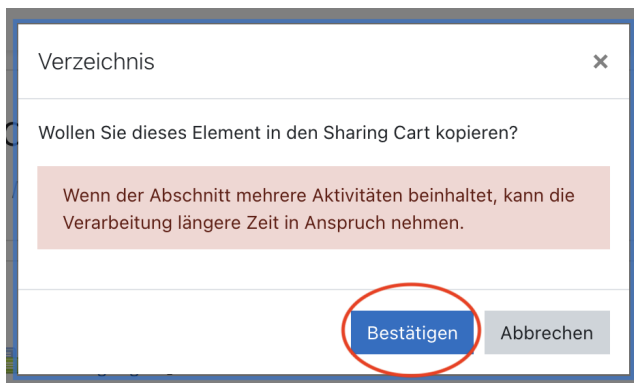 Verzeichnis ×
Wollen Sie dieses Element in den Sharing Cart kopieren?
Wenn der Abschnitt mehrere Aktivitäten beinhaltet, kann die
Verarbeitung längere Zeit in Anspruch nehmen.
Bestätigen Abbrechen